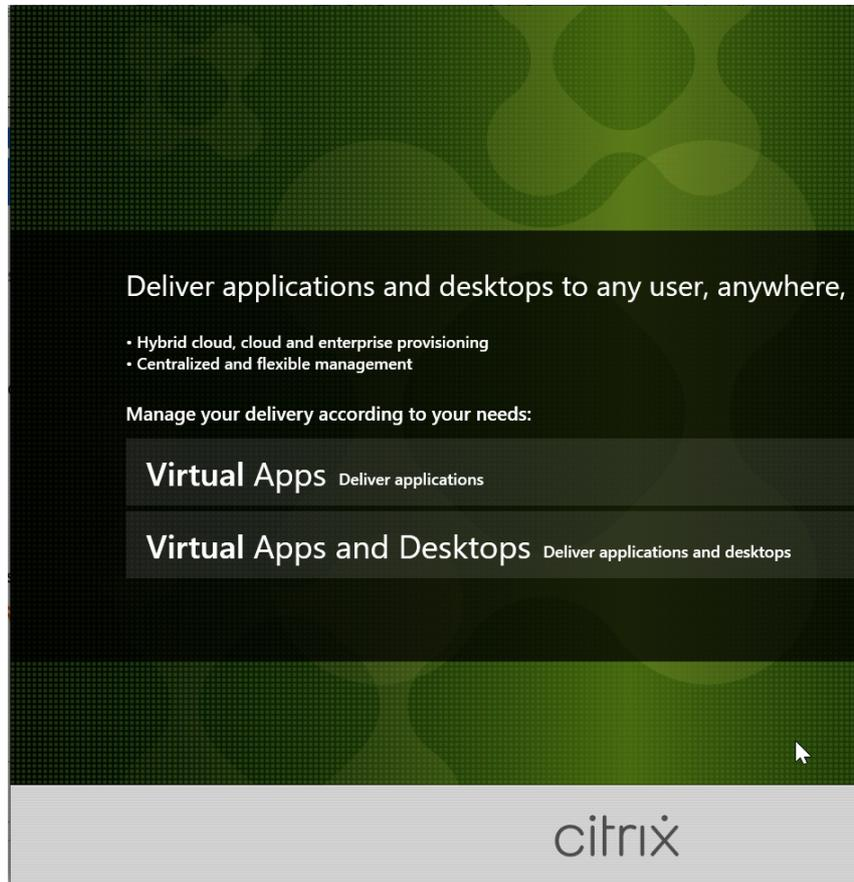 Deliver applications and desktops to any user, anywhere,
• Hybrid cloud, cloud and enterprise provisioning
• Centralized and flexible management
Manage your delivery according to your needs:
Virtual Apps Deliver applications
Virtual Apps and Desktops Deliver applications and desktops
citrix